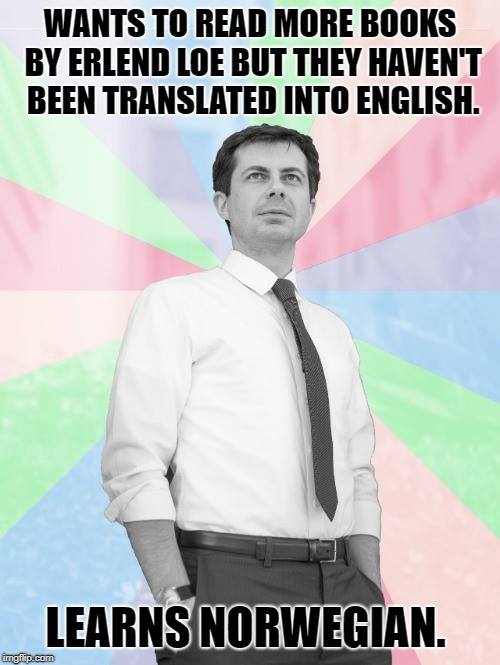 WANTS TO READ MORE BOOKS
BY ERLEND LOE BUT THEY HAVEN'T
BEEN TRANSLATED INTO ENGLISH.
LEARNS NORWEGIAN.
imgflip.com